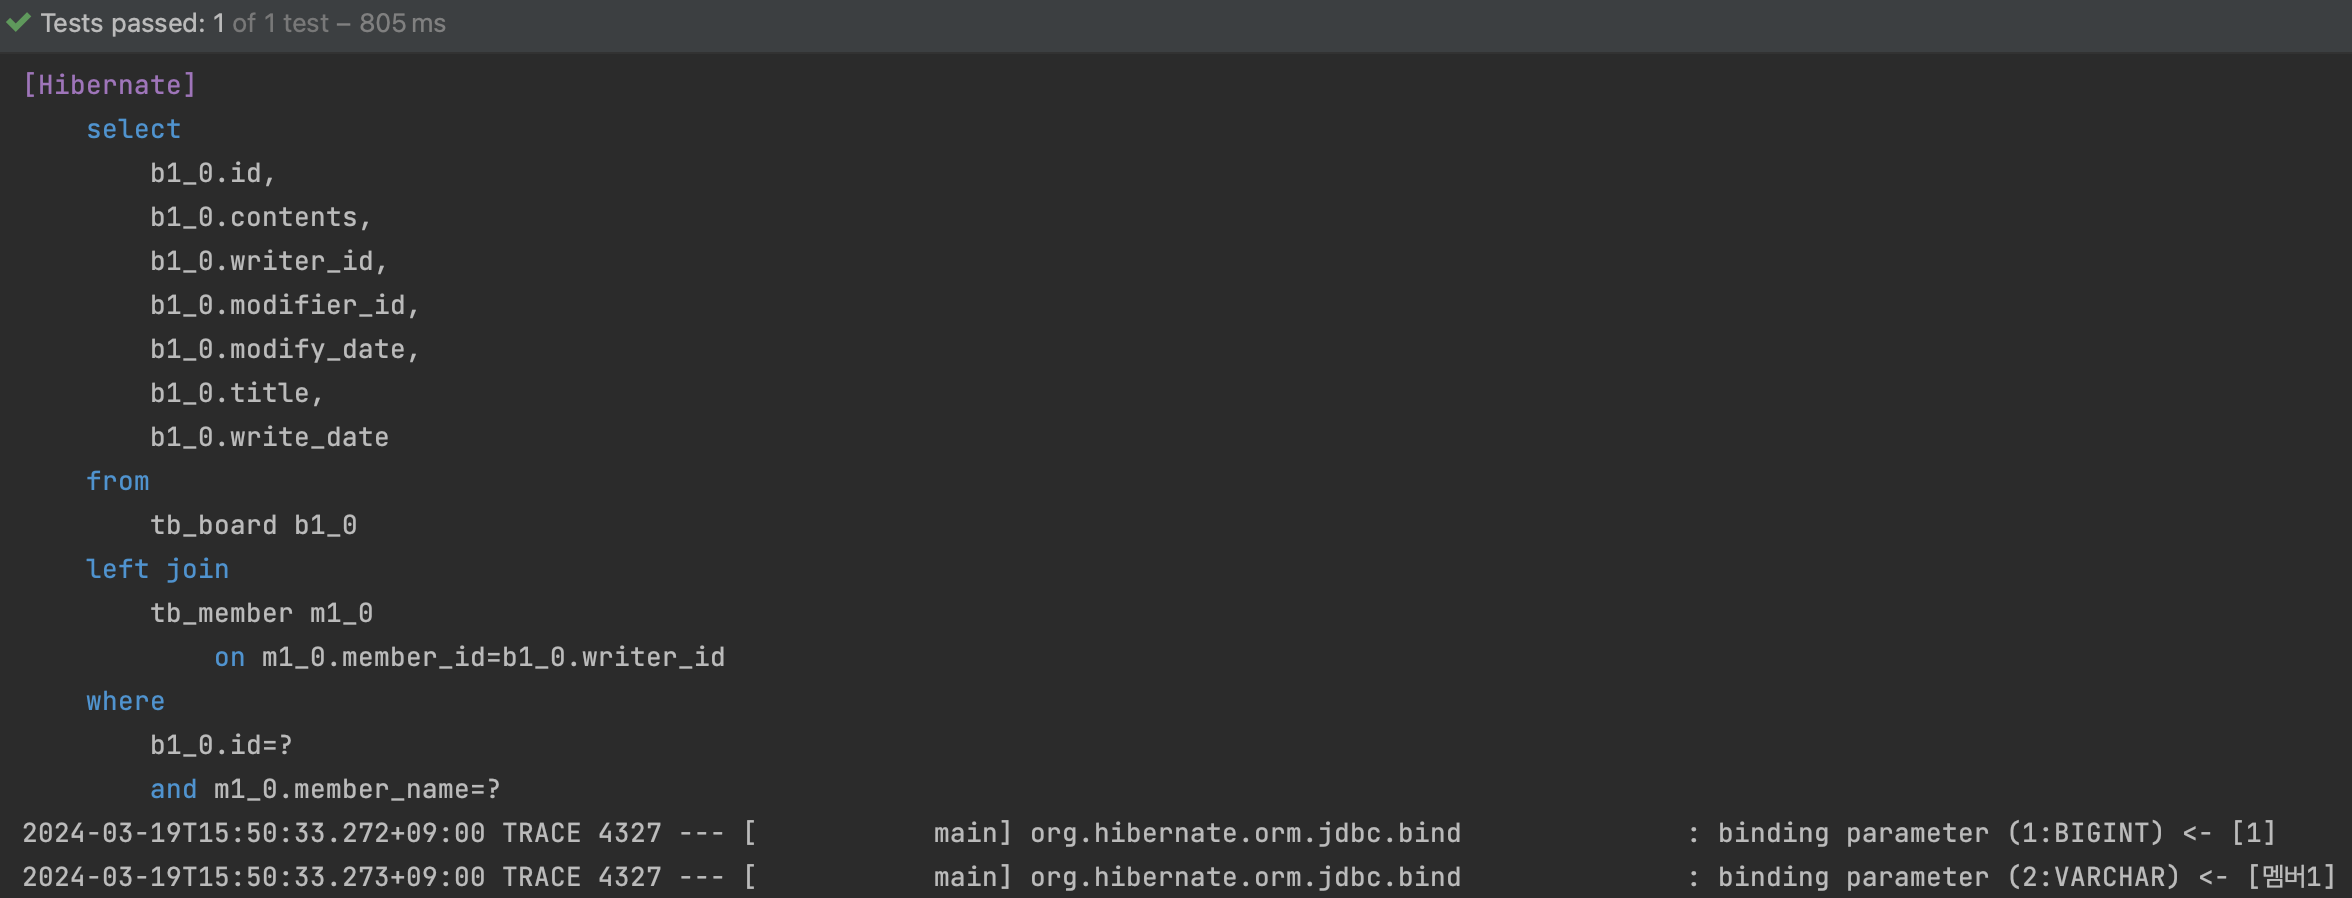 Tests passed: 1 of 1 test – 805 ms
[Hibernate]
    select
        b1_0.id,
        b1_0.contents,
        b1_0.writer_id,
        b1_0.modifier_id,
        b1_0.modify_date,
        b1_0.title,
        b1_0.write_date
    from
        tb_board b1_0
    left join
        tb_member m1_0
            on m1_0.member_id=b1_0.writer_id
    where
        b1_0.id=?
        and m1_0.member_name=?
2024-03-19T15:50:33.272+09:00 TRACE 4327 --- [           main] org.hibernate.orm.jdbc.bind              : binding parameter (1:BIGINT) <- [1]
2024-03-19T15:50:33.273+09:00 TRACE 4327 --- [           main] org.hibernate.orm.jdbc.bind              : binding parameter (2:VARCHAR) <- [멤버1]